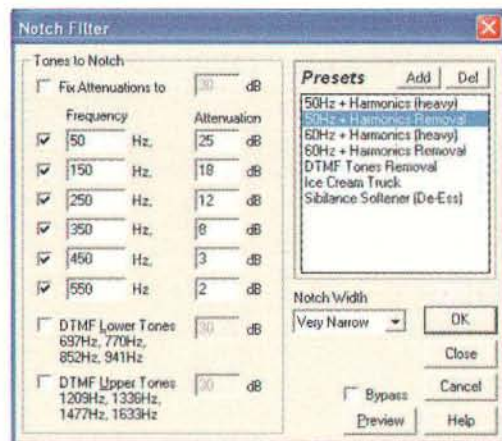 Notch Filter
Tones to Notch
Fix Attenuations to 30 dB
Frequency Attenuation
50 Hz, 25 dB
150 Hz, 18 dB
250 Hz, 12 dB
350 Hz, 8 dB
450 Hz, 3 dB
550 Hz 2 dB
DTMF Lower Tones 30 dB
697Hz, 770Hz,
852Hz, 941Hz
DTMF Upper Tones 30 dB
1209Hz, 1336Hz,
1477Hz, 1633Hz
Presets Add Del
50Hz + Harmonics (heavy)
50Hz + Harmonics Removal
60Hz + Harmonics (heavy)
60Hz + Harmonics Removal
DTMF Tones Removal
Ice Cream Truck
Sibilance Softener (De-Ess)
Notch Width
Very Narrow
OK
Close
Bypass Cancel
Preview Help